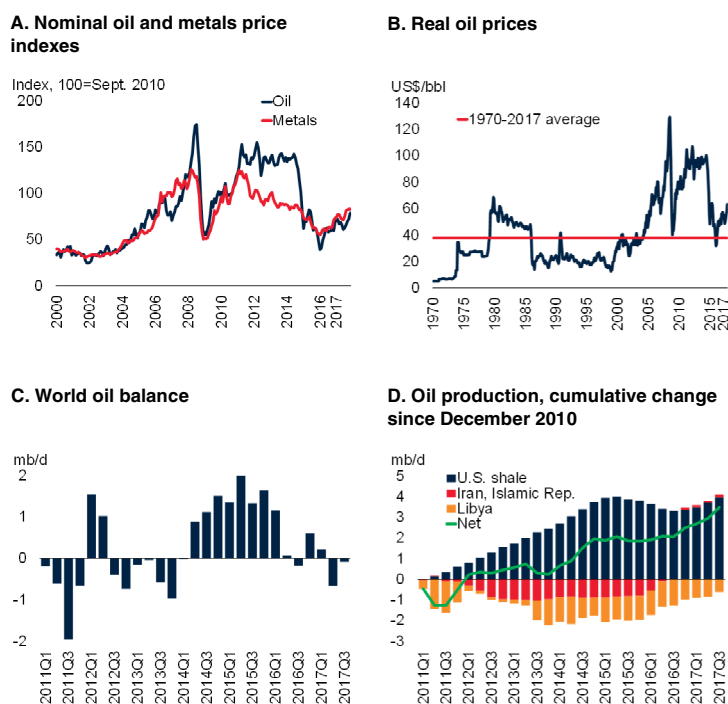 A. Nominal oil and metals price
indexes
Index, 100=Sept. 2010
200
150
100
50
0
Oil
Metals
2000
2002
2004
2006
2008
2010
2012
2014
2016
2017
B. Real oil prices
US$/bbl
140
120
100
80
60
40
20
0
1970-2017 average
1970
1975
1980
1985
1990
1995
2000
2005
2010
2015
2017
C. World oil balance
mb/d
2
1
0
-1
-2
2011Q1
2011Q3
2012Q1
2012Q3
2013Q1
2013Q3
2014Q1
2014Q3
2015Q1
2015Q3
2016Q1
2016Q3
2017Q1
2017Q3
D. Oil production, cumulative change
since December 2010
mb/d
5
4
3
2
1
0
-1
-2
-3
U.S. shale
Iran, Islamic Rep.
Libya
Net
2011Q1
2011Q3
2012Q1
2012Q3
2013Q1
2013Q3
2014Q1
2014Q3
2015Q1
2015Q3
2016Q1
2016Q3
2017Q1
2017Q3